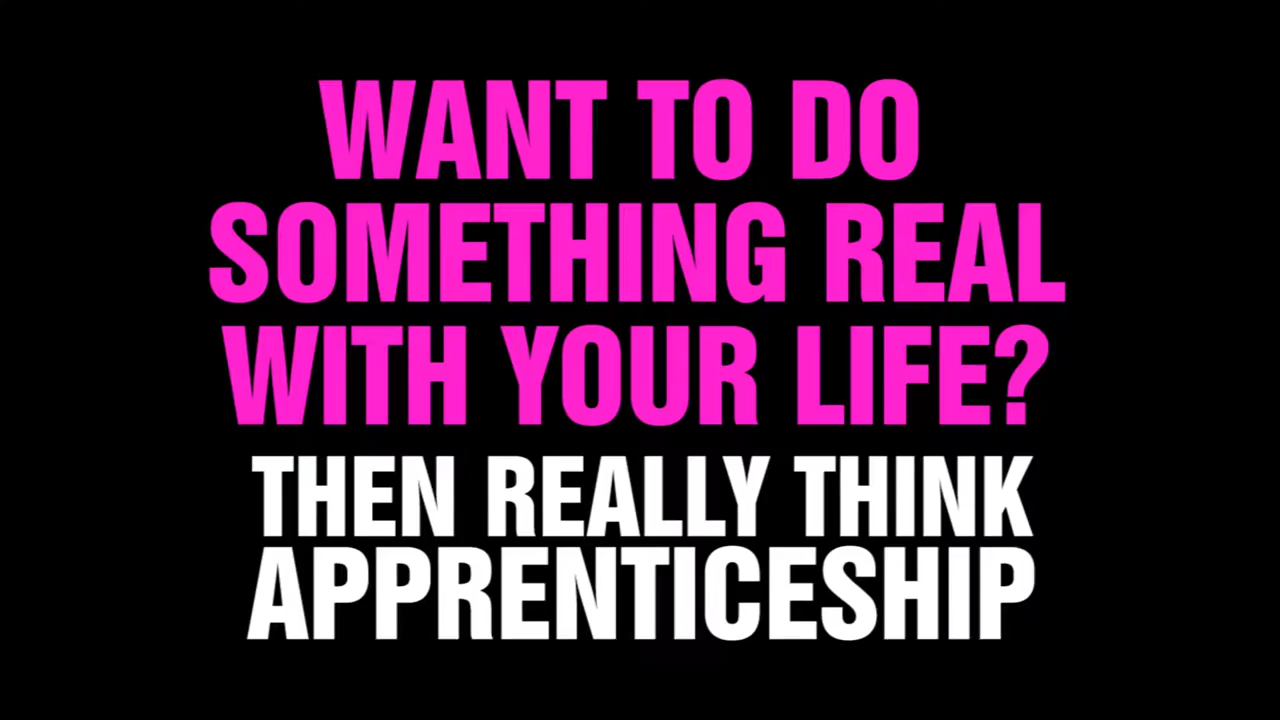 WANT TO DO
SOMETHING REAL
WITH YOUR LIFE?
THEN REALLY THINK
APPRENTICESHIP